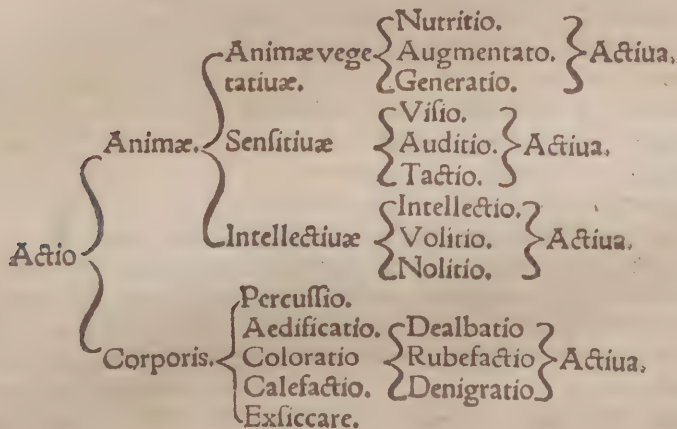 Nutritio.
Animæ vege Augmentato. Actiua.
tatiuæ. Generatio.
Viſio.
Animæ. Senſitiuæ Auditio. Actiua.
Tactio.
Intellectio.
Intellectiuæ Volitio. Actiua.
Actio Nolitio.
Percuſſio.
Aedificatio. Dealbatio
Corporis. Coloratio Rubefactio Actiua.
Calefactio. Denigratio
Exſiccare.